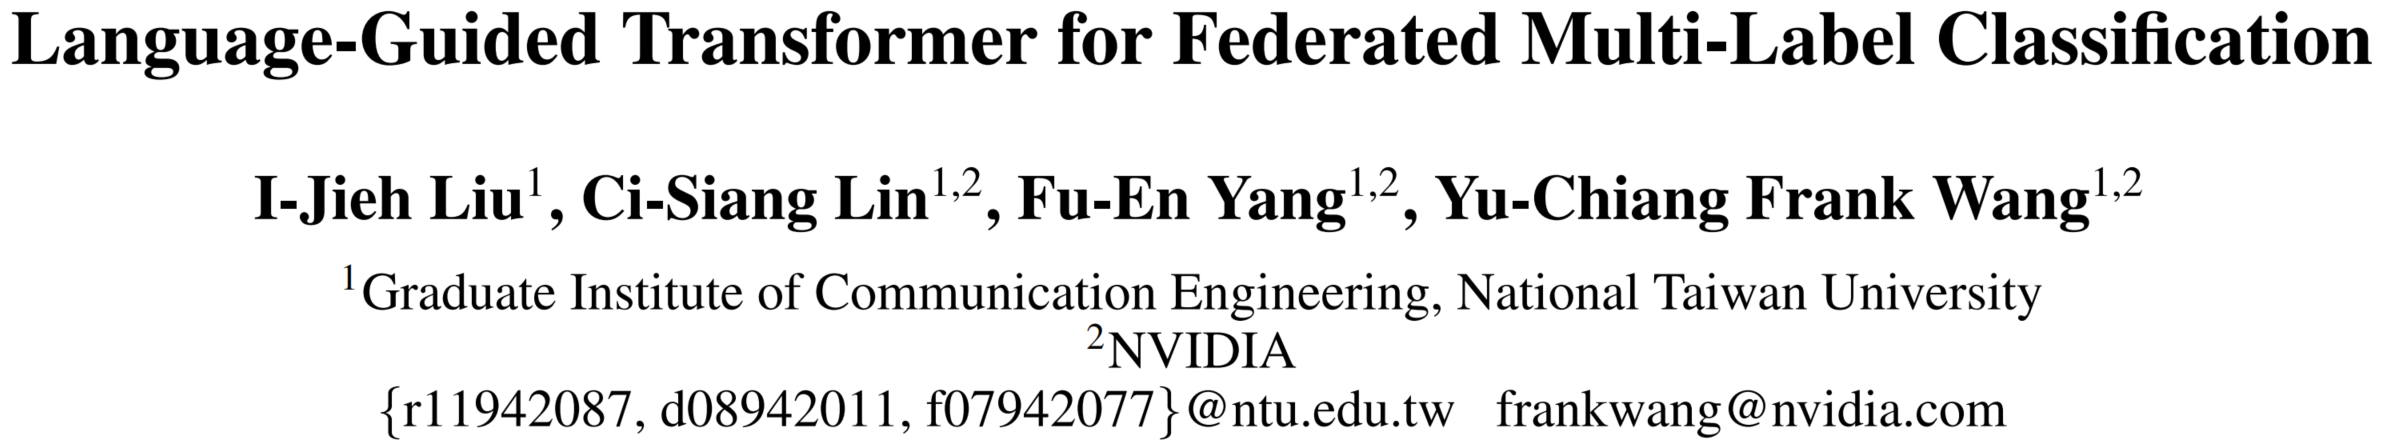 Language-Guided Transformer for Federated Multi-Label Classification
I-Jieh Liu1, Ci-Siang Lin1,2, Fu-En Yang1,2, Yu-Chiang Frank Wang1,2
1Graduate Institute of Communication Engineering, National Taiwan University
2NVIDIA
{r11942087, d08942011, f07942077}@ntu.edu.tw frankwang@nvidia.com